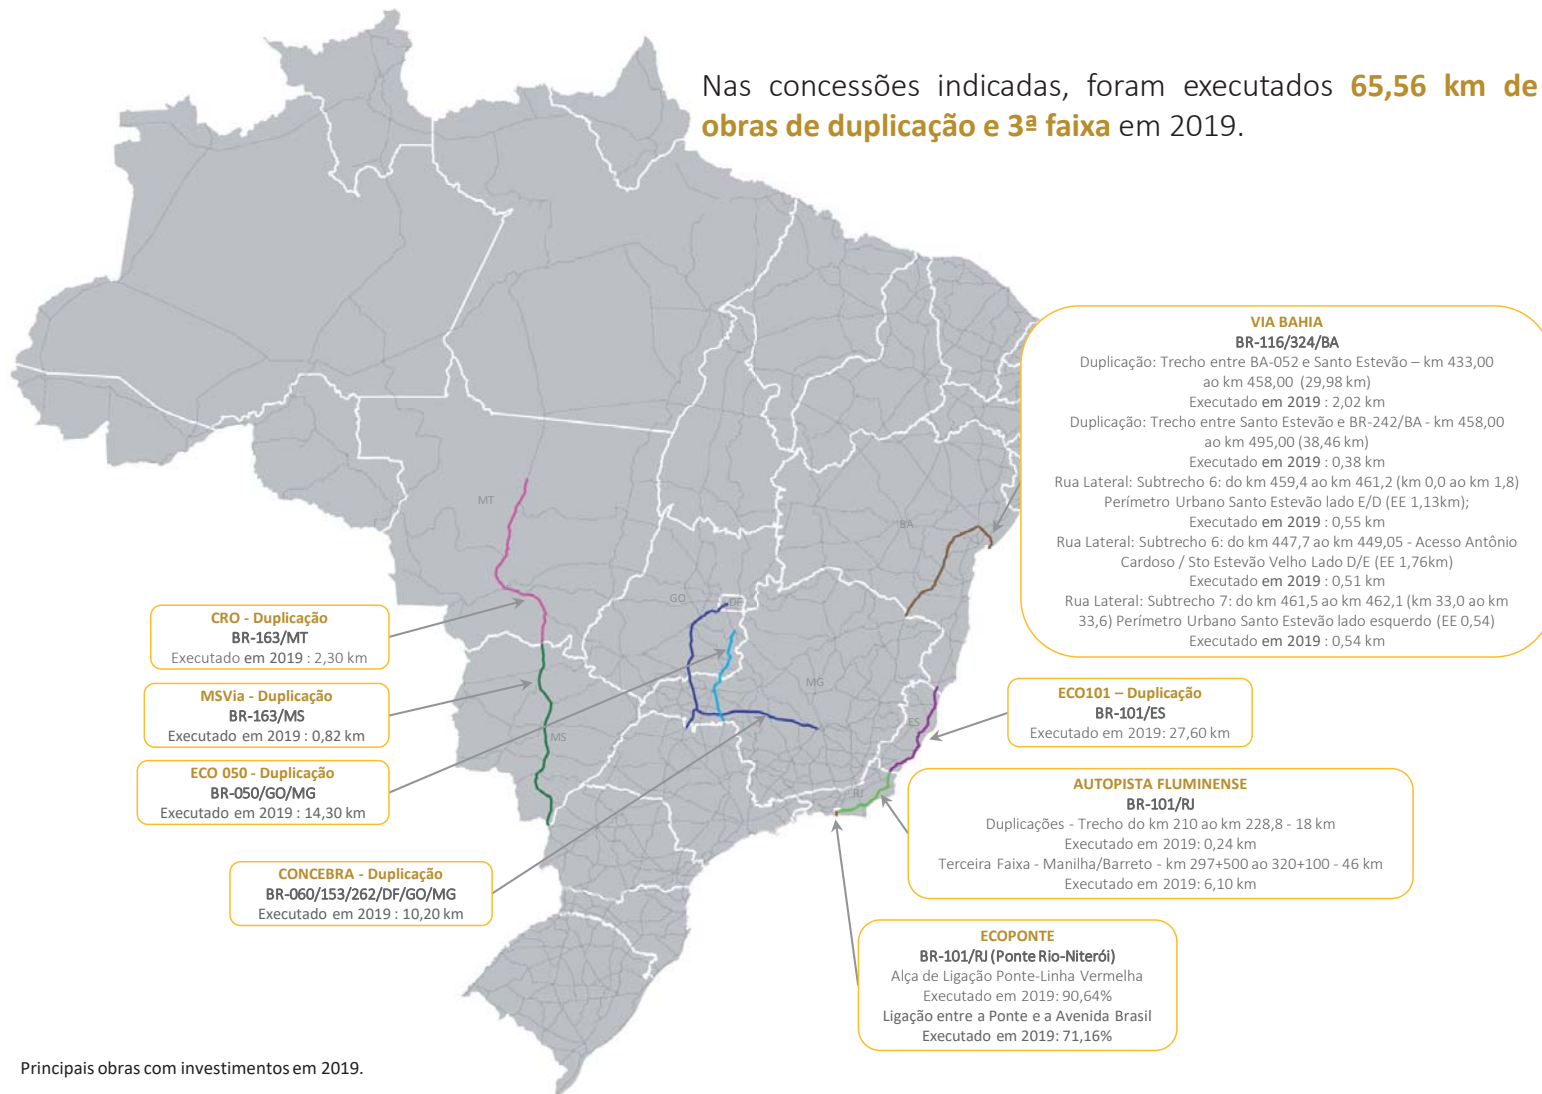 Nas concessões indicadas, foram executados 65,56 km de
obras de duplicação e 3ª faixa em 2019.
VIA BAHIA
BR-116/324/BA
Duplicação: Trecho entre BA-052 e Santo Estevão – km 433,00
ao km 458,00 (29,98 km)
Executado em 2019 : 2,02 km
Duplicação: Trecho entre Santo Estevão e BR-242/BA - km 458,00
ao km 495,00 (38,46 km)
Executado em 2019 : 0,38 km
Rua Lateral: Subtrecho 6: do km 459,4 ao km 461,2 (km 0,0 ao km 1,8)
Perímetro Urbano Santo Estevão lado E/D (EE 1,13km);
Executado em 2019 : 0,55 km
Rua Lateral: Subtrecho 6: do km 447,7 ao km 449,05 - Acesso Antônio
Cardoso / Sto Estevão Velho Lado D/E (EE 1,76km)
Executado em 2019 : 0,51 km
Rua Lateral: Subtrecho 7: do km 461,5 ao km 462,1 (km 33,0 ao km
33,6) Perímetro Urbano Santo Estevão lado esquerdo (EE 0,54)
Executado em 2019 : 0,54 km
MT
BA
GO
DF
MG
ES
MS
RJ
CRO - Duplicação
BR-163/MT
Executado em 2019 : 2,30 km
MSVia - Duplicação
BR-163/MS
Executado em 2019 : 0,82 km
ECO 050 - Duplicação
BR-050/GO/MG
Executado em 2019 : 14,30 km
CONCEBRA - Duplicação
BR-060/153/262/DF/GO/MG
Executado em 2019 : 10,20 km
ECO101 – Duplicação
BR-101/ES
Executado em 2019: 27,60 km
AUTOPISTA FLUMINENSE
BR-101/RJ
Duplicações - Trecho do km 210 ao km 228,8 - 18 km
Executado em 2019: 0,24 km
Terceira Faixa - Manilha/Barreto - km 297+500 ao 320+100 - 46 km
Executado em 2019: 6,10 km
ECOPONTE
BR-101/RJ (Ponte Rio-Niterói)
Alça de Ligação Ponte-Linha Vermelha
Executado em 2019: 90,64%
Ligação entre a Ponte e a Avenida Brasil
Executado em 2019: 71,16%
Principais obras com investimentos em 2019.